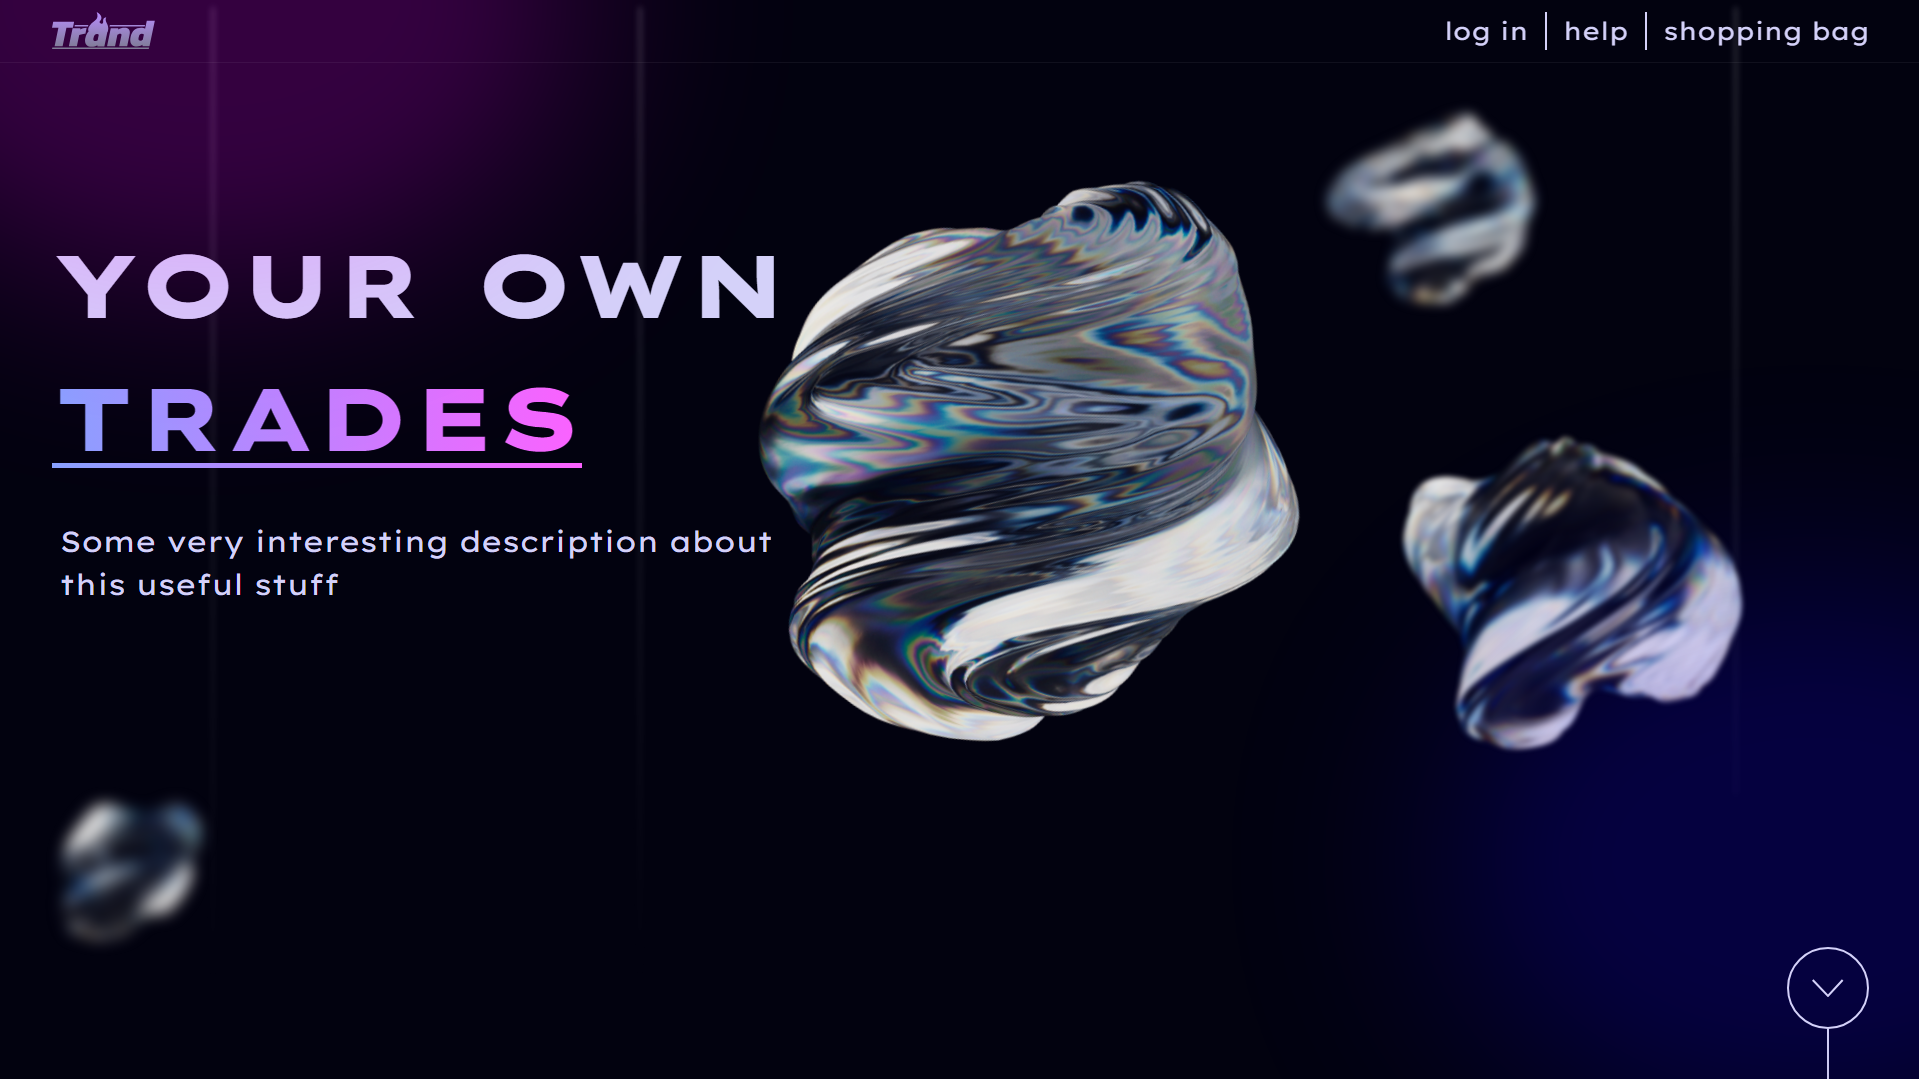 Trand
log in
help
shopping bag
YOUR OWN
TRADES
Some very interesting description about
this useful stuff